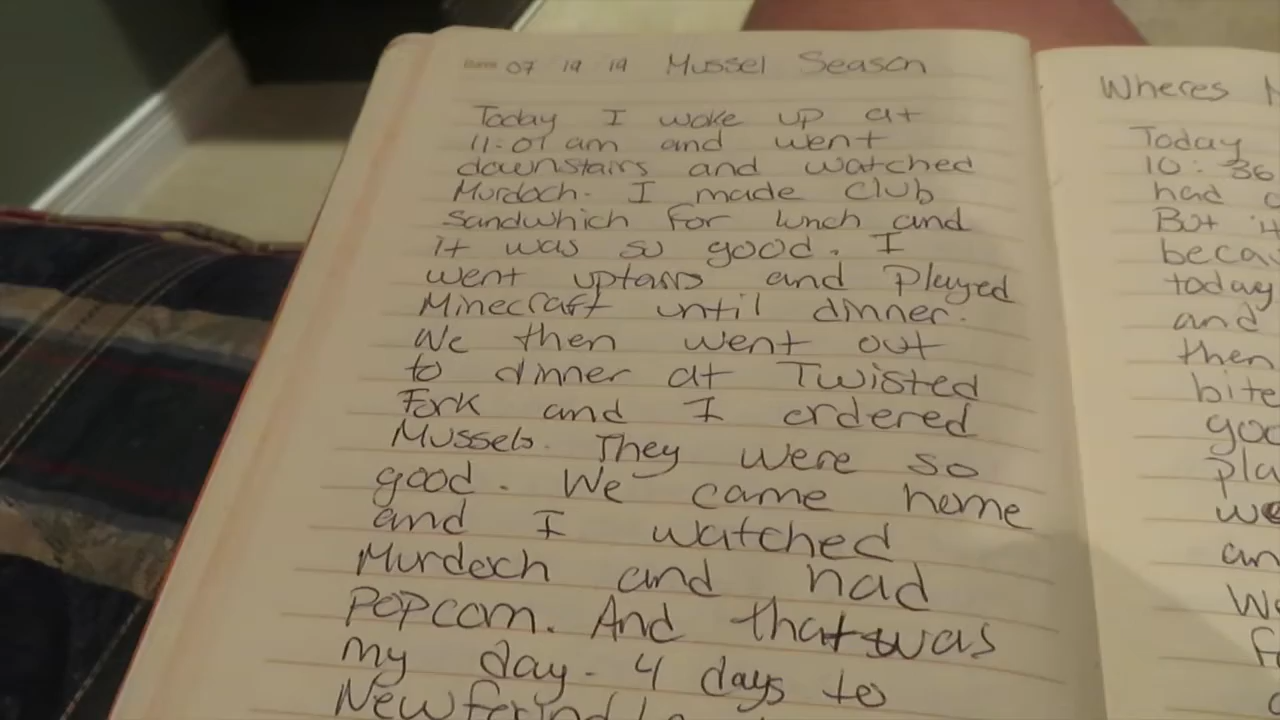 07 19 19 Mussel Season
Today I woke up at
11:01 am and went
downstairs and watched
Murdoch. I made club
Sandwhich for lunch and
it was so good. I
went uptairs and Played
Minecraft until dinner.
We then went out
to dinner at Twisted
Fork and I ordered
Mussels. They were so
good. We came home
and I watched
Murdoch and had
Popcorn. And that was
my day. 4 days to
Wheres
Today
10:36
had
But it
becau
today
and
then
bite
goo
pla
we
an